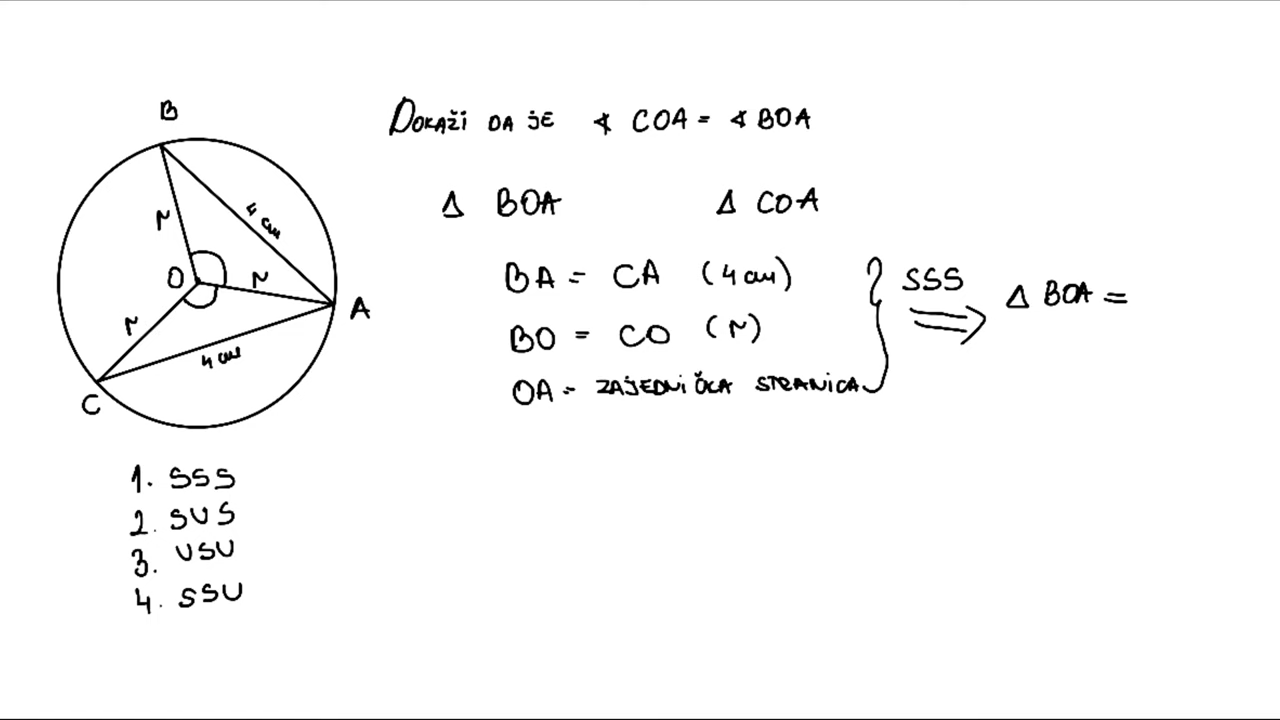 B
DOKAŽI DA JE ∢ COA = ∢ BOA
Δ BOA Δ COA
4 cm
r
O
r
BA = CA (4 cm)
SSS
⇒ Δ BOA =
A
r
BO = CO (r)
4 cm
OA = ZAJEDNIČKA STRANICA
C
1. SSS
2. SUS
3. USU
4. SSU